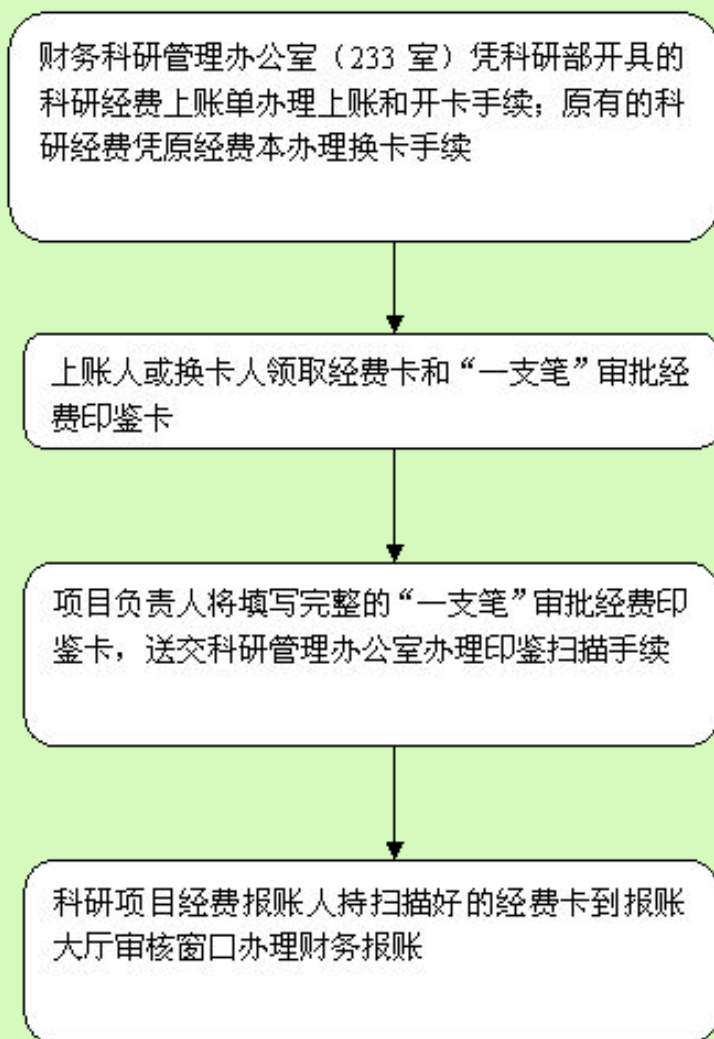 财务科研管理办公室（233 室）凭科研部开具的
科研经费上账单办理上账和开卡手续；原有的科
研经费凭原经费本办理换卡手续
上账人或换卡人领取经费卡和“一支笔”审批经
费印鉴卡
项目负责人将填写完整的“一支笔”审批经费印
鉴卡，送交科研管理办公室办理印鉴扫描手续
科研项目经费报账人持扫描好的经费卡到报账
大厅审核窗口办理财务报账